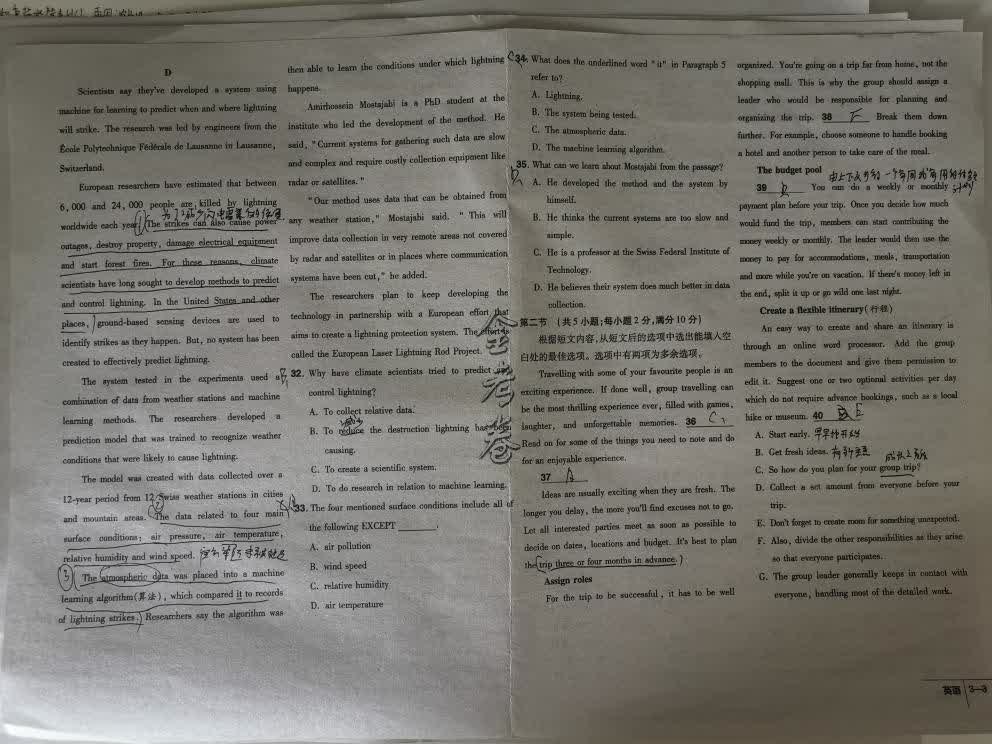 D
Scientists say they've developed a system using
machine for learning to predict when and where lightning
will strike. The research was led by engineers from the
École Polytechnique Fédérale de Lausanne in Lausanne,
Switzerland.
European researchers have estimated that between
6,000 and 24,000 people are killed by lightning
worldwide each year. The strikes can also cause power
outages, destroy property, damage electrical equipment
and start forest fires. For these reasons, climate
scientists have long sought to develop methods to predict
and control lightning. In the United States and other
places, ground-based sensing devices are used to
identify strikes as they happen. But, no system has been
created to effectively predict lightning.
The system tested in the experiments used a
combination of data from weather stations and machine
learning methods. The researchers developed a
prediction model that was trained to recognize weather
conditions that were likely to cause lightning.
The model was created with data collected over a
12-year period from 12 Swiss weather stations in cities
and mountain areas. The data related to four main
surface conditions: air pressure, air temperature,
relative humidity and wind speed.
The atmospheric data was placed into a machine
learning algorithm(算法), which compared it to records
of lightning strikes. Researchers say the algorithm was
then able to learn the conditions under which lightning
happens.
Amirhossein Mostajabi is a PhD student at the
institute who led the development of the method. He
said, "Current systems for gathering such data are slow
and complex and require costly collection equipment like
radar or satellites."
"Our method uses data that can be obtained from
any weather station," Mostajabi said. "This will
improve data collection in very remote areas not covered
by radar and satellites or in places where communication
systems have been cut," he added.
The researchers plan to keep developing the
technology in partnership with a European effort that
aims to create a lightning protection system. The effort is
called the European Laser Lightning Rod Project.
32. Why have climate scientists tried to predict and
control lightning?
A. To collect relative data.
B. To reduce the destruction lightning has been
causing.
C. To create a scientific system.
D. To do research in relation to machine learning.
33. The four mentioned surface conditions include all of
the following EXCEPT ______.
A. air pollution
B. wind speed
C. relative humidity
D. air temperature
C 34. What does the underlined word "it" in Paragraph 5
refer to?
A. Lightning.
B. The system being tested.
C. The atmospheric data.
D. The machine learning algorithm.
35. What can we learn about Mostajabi from the passage?
D A. He developed the method and the system by
himself.
B. He thinks the current systems are too slow and
simple.
C. He is a professor at the Swiss Federal Institute of
Technology.
D. He believes their system does much better in data
collection.
第二节 (共5小题;每小题2分,满分10分)
根据短文内容,从短文后的选项中选出能填入空
白处的最佳选项。选项中有两项为多余选项。
Travelling with some of your favourite people is an
exciting experience. If done well, group travelling can
be the most thrilling experience ever, filled with games,
laughter, and unforgettable memories. 36 C
Read on for some of the things you need to note and do
for an enjoyable experience.
37 A
Ideas are usually exciting when they are fresh. The
longer you delay, the more you'll find excuses not to go.
Let all interested parties meet as soon as possible to
decide on dates, locations and budget. It's best to plan
the trip three or four months in advance.
Assign roles
For the trip to be successful, it has to be well
organized. You're going on a trip far from home, not the
shopping mall. This is why the group should assign a
leader who would be responsible for planning and
organizing the trip. 38 F Break them down
further. For example, choose someone to handle booking
a hotel and another person to take care of the meal.
The budget pool
39 You can do a weekly or monthly
payment plan before your trip. Once you decide how much
would fund the trip, members can start contributing the
money weekly or monthly. The leader would then use the
money to pay for accommodations, meals, transportation
and more while you're on vacation. If there's money left in
the end, split it up or go wild one last night.
Create a flexible itinerary(行程)
An easy way to create and share an itinerary is
through an online word processor. Add the group
members to the document and give them permission to
edit it. Suggest one or two optional activities per day
which do not require advance bookings, such as a local
hike or museum. 40 E
A. Start early. 早早地开始
B. Get fresh ideas.
C. So how do you plan for your group trip?
D. Collect a set amount from everyone before your
trip.
E. Don't forget to create room for something unexpected.
F. Also, divide the other responsibilities as they arise
so that everyone participates.
G. The group leader generally keeps in contact with
everyone, handling most of the detailed work.
金考卷
英语 3-3